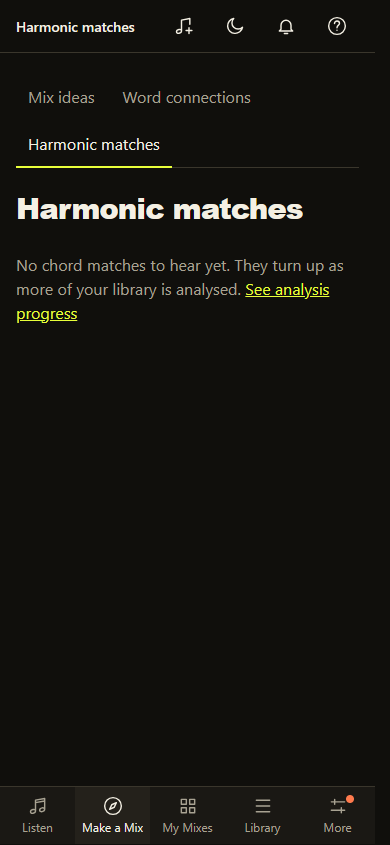 Harmonic matches
Mix ideas
Word connections
Harmonic matches
Harmonic matches
No chord matches to hear yet. They turn up as
more of your library is analysed. See analysis
progress
Listen
Make a Mix
My Mixes
Library
More